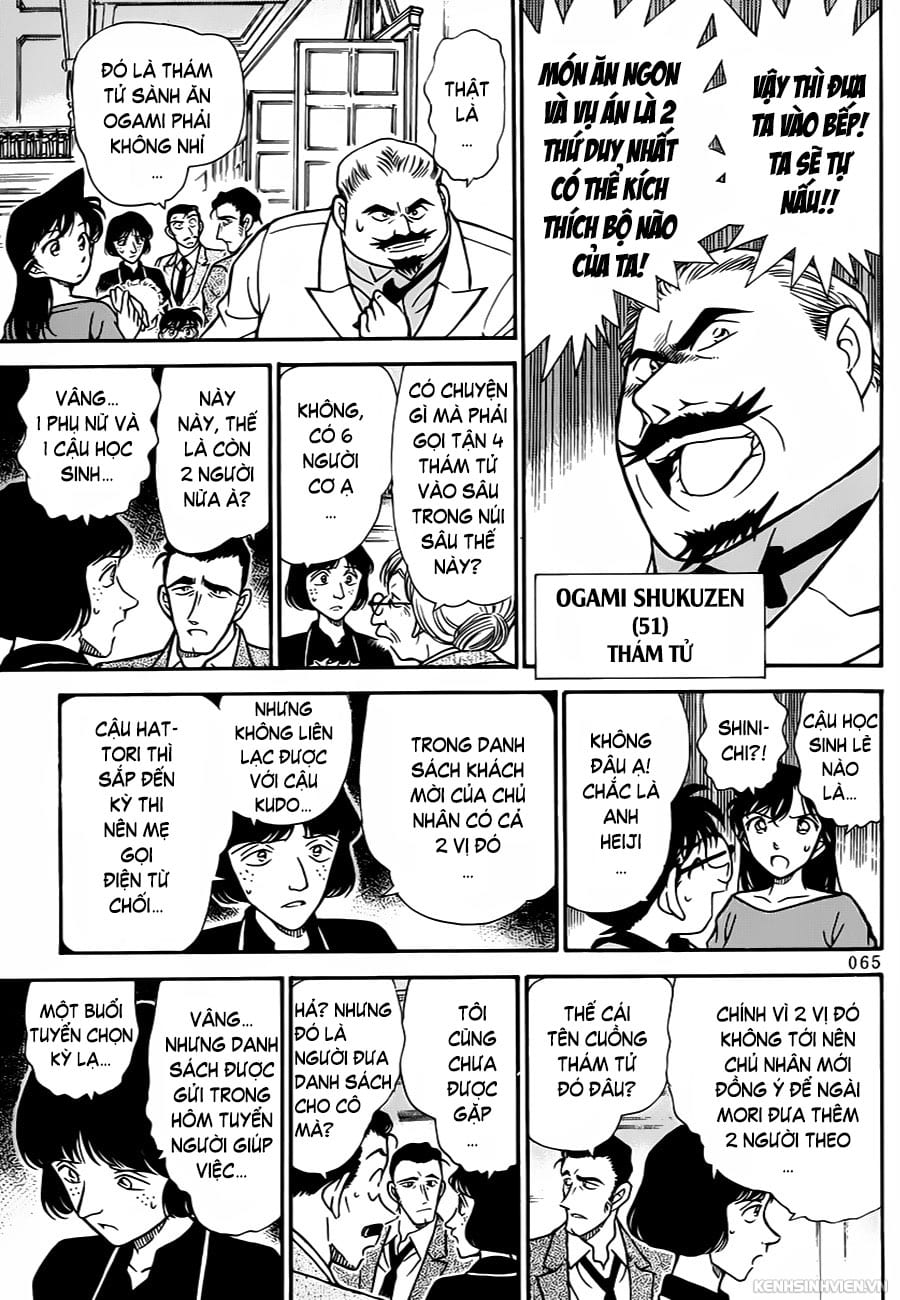 VẬY THÌ ĐƯA
TA VÀO BẾP!
TA SẼ TỰ
NẤU!!
MÓN ĂN NGON
VÀ VỤ ÁN LÀ 2
THỨ DUY NHẤT
CÓ THỂ KÍCH
THÍCH BỘ NÃO
CỦA TA!
OGAMI SHUKUZEN
(51)
THÁM TỬ
THẬT
LÀ
ĐÓ LÀ THÁM
TỬ SÀNH ĂN
OGAMI PHẢI
KHÔNG NHỈ
...
CÓ CHUYỆN
GÌ MÀ PHẢI
GỌI TẬN 4
THÁM TỬ
VÀO SÂU
TRONG NÚI
SÂU THẾ
NÀY?
KHÔNG,
CÓ 6
NGƯỜI
CƠ Ạ
...
NÀY
NÀY, THẾ
LÀ CÒN
2 NGƯỜI
NỮA À?
VÂNG...
1 PHỤ NỮ VÀ
1 CẬU HỌC
SINH...
CẬU HỌC
SINH LẼ
NÀO LÀ...
SHINI-
CHI?!
KHÔNG
ĐÂU Ạ!
CHẮC LÀ
ANH
HEIJI
...
TRONG DANH
SÁCH KHÁCH
MỜI CỦA CHỦ
NHÂN CÓ CẢ
2 VỊ ĐÓ ...
NHƯNG
KHÔNG LIÊN
LẠC ĐƯỢC
VỚI CẬU
KUDO...
CẬU HAT-
TORI THÌ
SẮP ĐẾN
KỲ THI
NÊN MẸ
GỌI
ĐIỆN TỪ
CHỐI...
065
CHÍNH VÌ 2 VỊ ĐÓ
KHÔNG TỚI NÊN
CHỦ NHÂN MỚI
ĐỒNG Ý ĐỂ NGÀI
MORI ĐƯA THÊM
2 NGƯỜI THEO
...
THẾ CÁI
TÊN CUỒNG
THÁM TỬ
ĐÓ ĐÂU?
TÔI
CŨNG
CHƯA
ĐƯỢC
GẶP
...
HẢ? NHƯNG
ĐÓ LÀ
NGƯỜI ĐƯA
DANH SÁCH
CHO CÔ
MÀ?
VÂNG...
NHƯNG DANH
SÁCH ĐƯỢC
GỬI TRONG
HÔM TUYỂN
NGƯỜI GIÚP
VIỆC...
MỘT BUỔI
TUYỂN CHỌN
KỲ LẠ...
KENHSINHVIEN.VN